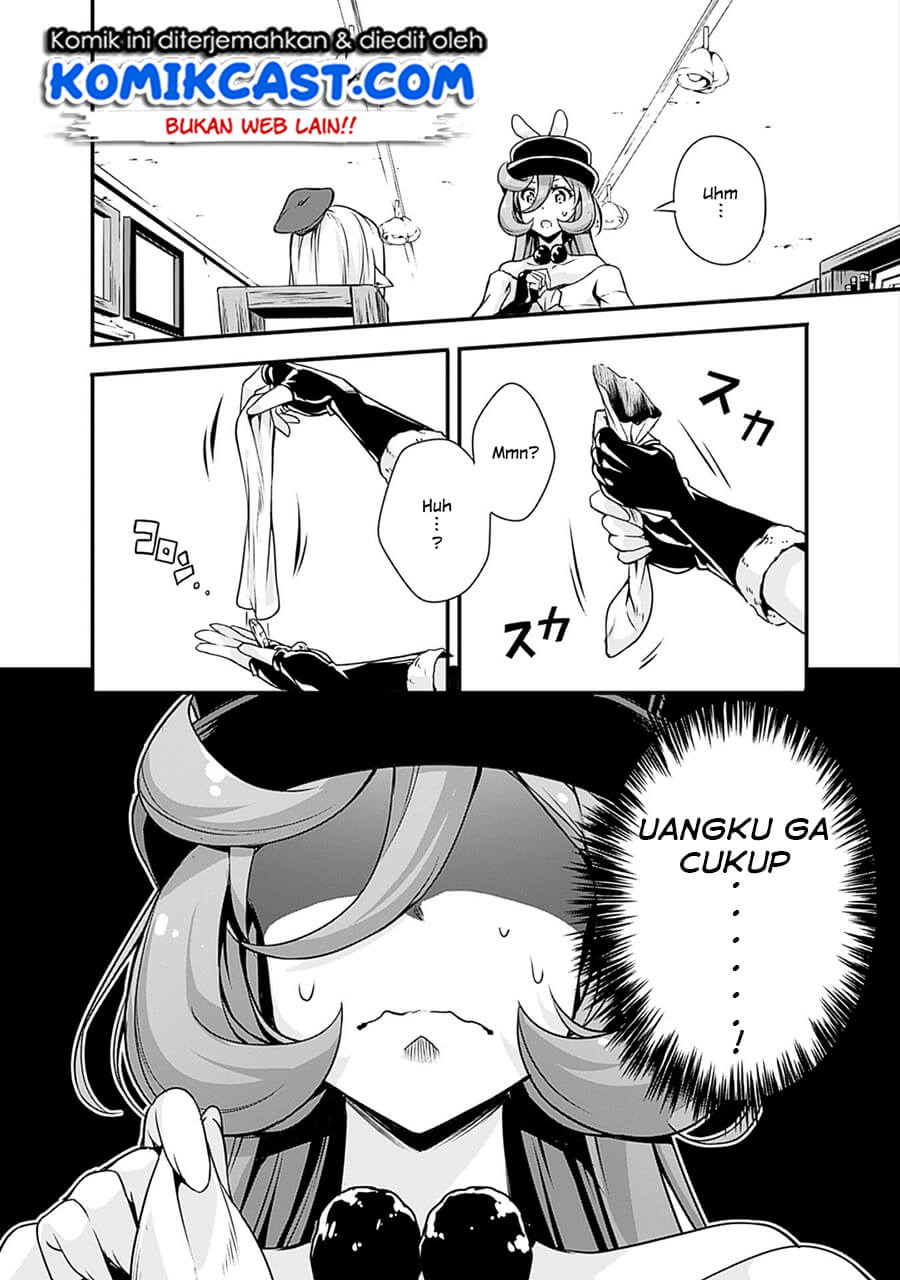 Komik ini diterjemahkan & diedit oleh
KOMIKCAST.COM
BUKAN WEB LAIN!!
Uhm
...
スカ
スカ
Mmn?
Huh
...
?
コロン...
UANGKU GA
CUKUP
.....!